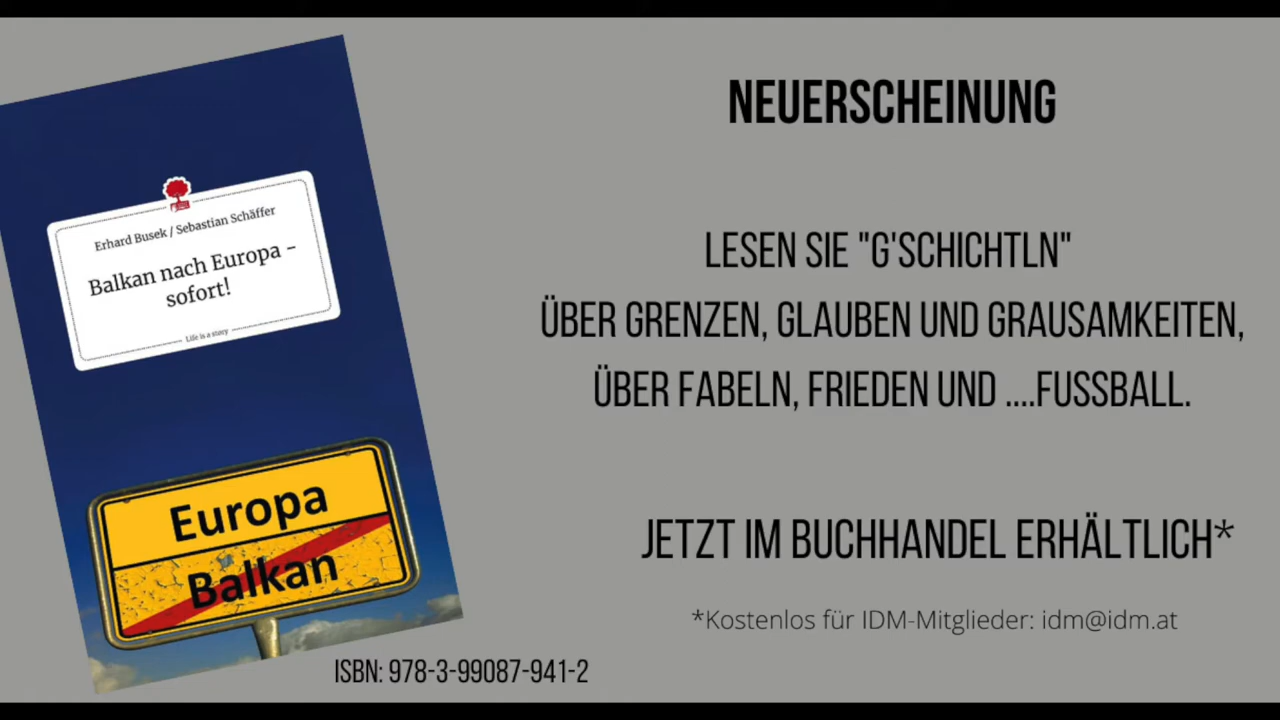 Erhard Busek / Sebastian Schäffer
Balkan nach Europa –
sofort!
Life is a story
Europa
Balkan
NEUERSCHEINUNG
LESEN SIE "G'SCHICHTLN"
ÜBER GRENZEN, GLAUBEN UND GRAUSAMKEITEN,
ÜBER FABELN, FRIEDEN UND ....FUSSBALL.
JETZT IM BUCHHANDEL ERHÄLTLICH*
*Kostenlos für IDM-Mitglieder: idm@idm.at
ISBN: 978-3-99087-941-2